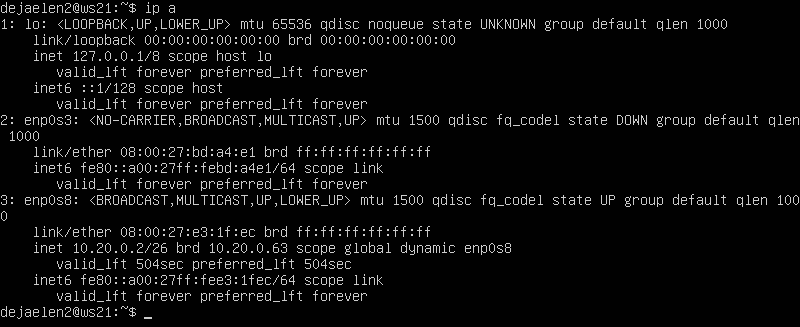 dejaelen2@ws21:~$ ip a
1: lo: <LOOPBACK,UP,LOWER_UP> mtu 65536 qdisc noqueue state UNKNOWN group default qlen 1000
    link/loopback 00:00:00:00:00:00 brd 00:00:00:00:00:00
    inet 127.0.0.1/8 scope host lo
       valid_lft forever preferred_lft forever
    inet6 ::1/128 scope host
       valid_lft forever preferred_lft forever
2: enp0s3: <NO-CARRIER,BROADCAST,MULTICAST,UP> mtu 1500 qdisc fq_codel state DOWN group default qlen
 1000
    link/ether 08:00:27:bd:a4:e1 brd ff:ff:ff:ff:ff:ff
    inet6 fe80::a00:27ff:febd:a4e1/64 scope link
       valid_lft forever preferred_lft forever
3: enp0s8: <BROADCAST,MULTICAST,UP,LOWER_UP> mtu 1500 qdisc fq_codel state UP group default qlen 100
0
    link/ether 08:00:27:e3:1f:ec brd ff:ff:ff:ff:ff:ff
    inet 10.20.0.2/26 brd 10.20.0.63 scope global dynamic enp0s8
       valid_lft 504sec preferred_lft 504sec
    inet6 fe80::a00:27ff:fee3:1fec/64 scope link
       valid_lft forever preferred_lft forever
dejaelen2@ws21:~$ _